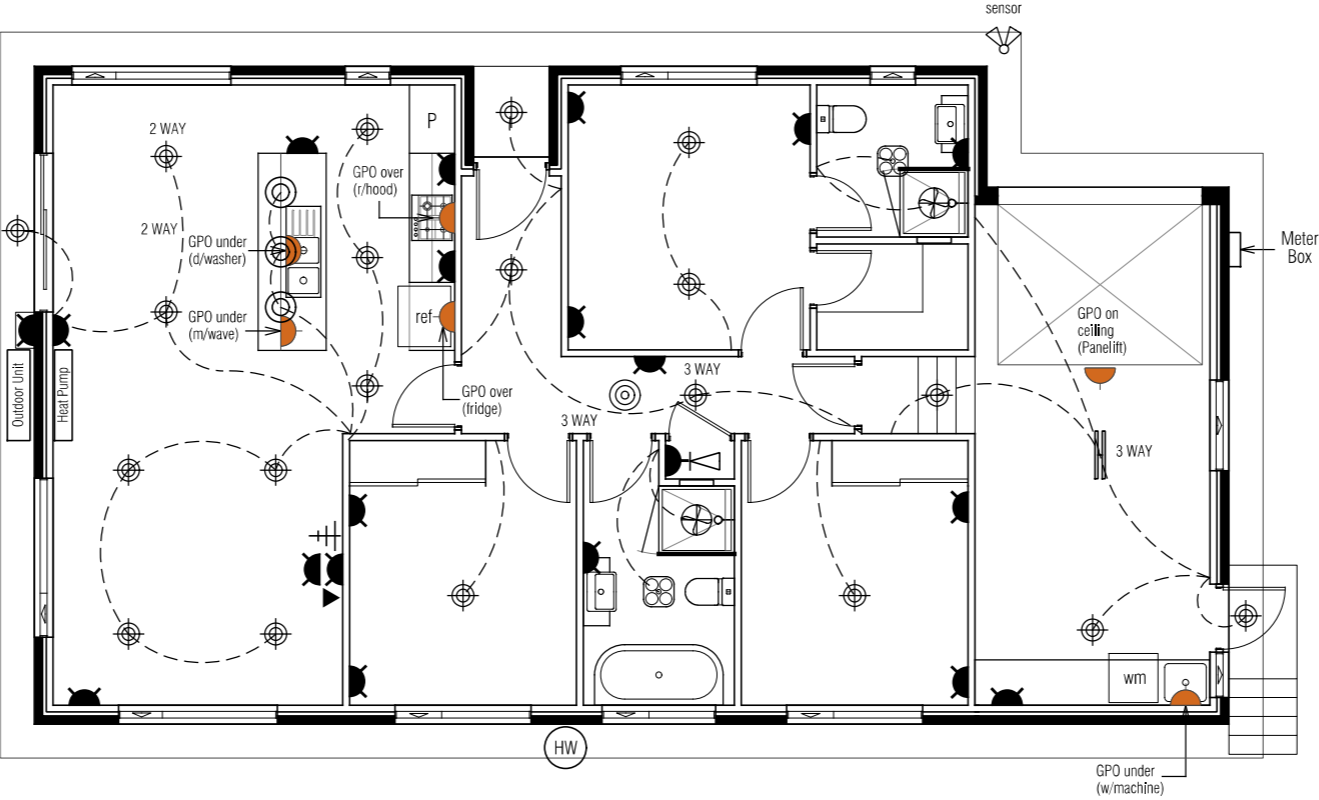 sensor
2 WAY
P
GPO over
(r/hood)
2 WAY
GPO under
(d/washer)
Meter
Box
GPO under
(m/wave)
ref
GPO on
ceiling
(Panelift)
Outdoor Unit
Heat Pump
GPO over
(fridge)
3 WAY
3 WAY
3 WAY
wm
HW
GPO under
(w/machine)